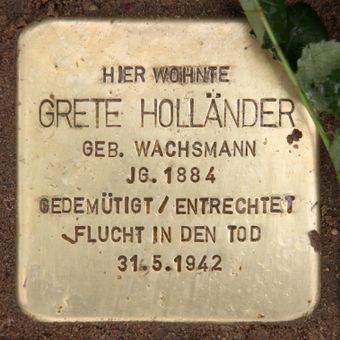 HIER WOHNTE
GRETE HOLLÄNDER
GEB. WACHSMANN
JG. 1884
GEDEMÜTIGT / ENTRECHTET
FLUCHT IN DEN TOD
31.5.1942